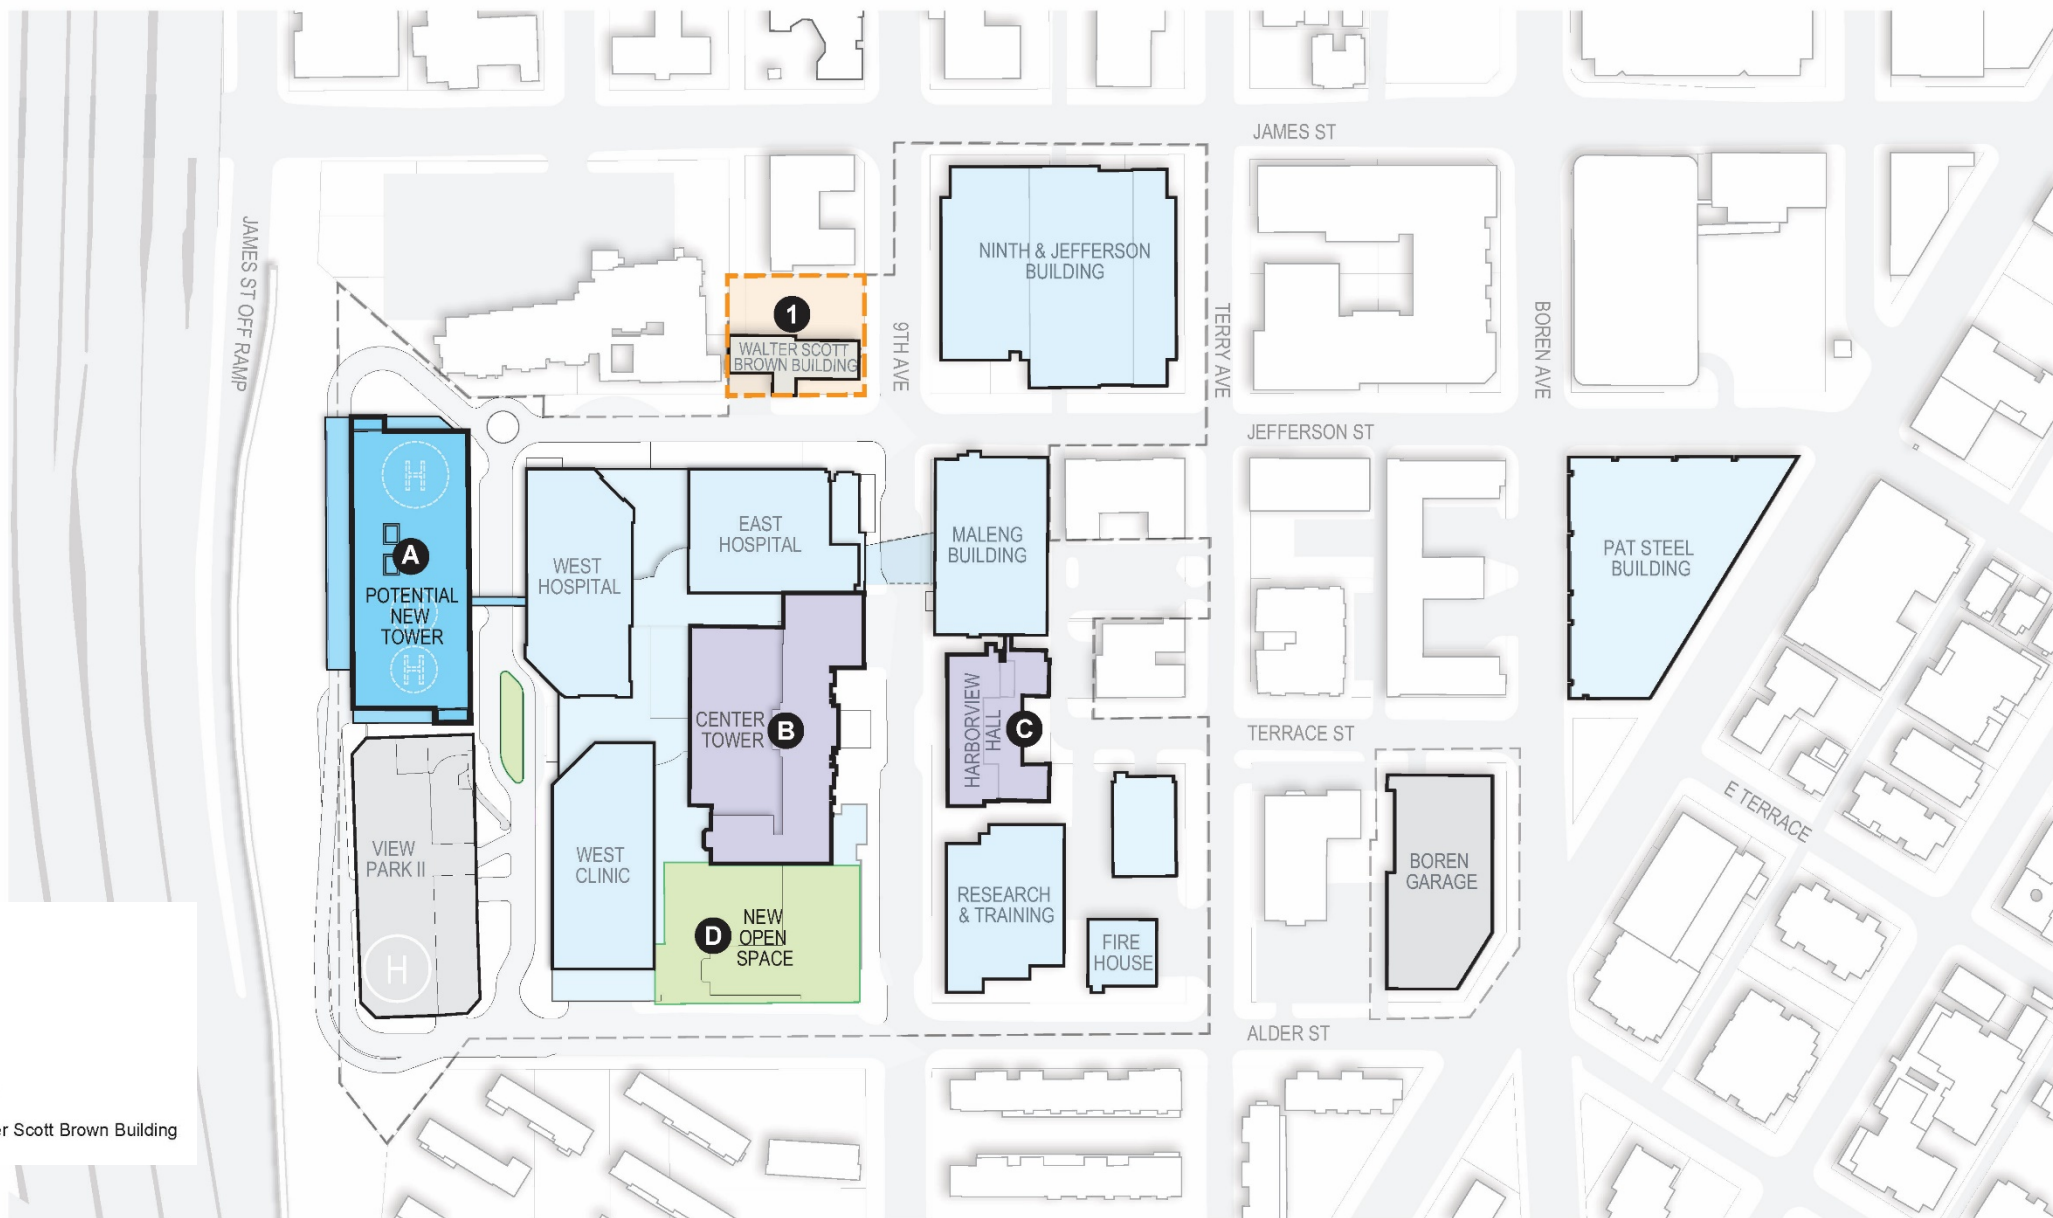 JAMES ST
JAMES ST OFF RAMP
NINTH & JEFFERSON
BUILDING
1
WALTER SCOTT
BROWN BUILDING
9TH AVE
TERRY AVE
BOREN AVE
JEFFERSON ST
H
A
POTENTIAL
NEW
TOWER
H
H
WEST
HOSPITAL
EAST
HOSPITAL
MALENG
BUILDING
PAT STEEL
BUILDING
CENTER
TOWER
B
HARBORVIEW
HALL
C
TERRACE ST
E TERRACE
VIEW
PARK II
H
WEST
CLINIC
D
NEW
OPEN
SPACE
RESEARCH
& TRAINING
FIRE
HOUSE
BOREN
GARAGE
ALDER ST
Scott Brown Building